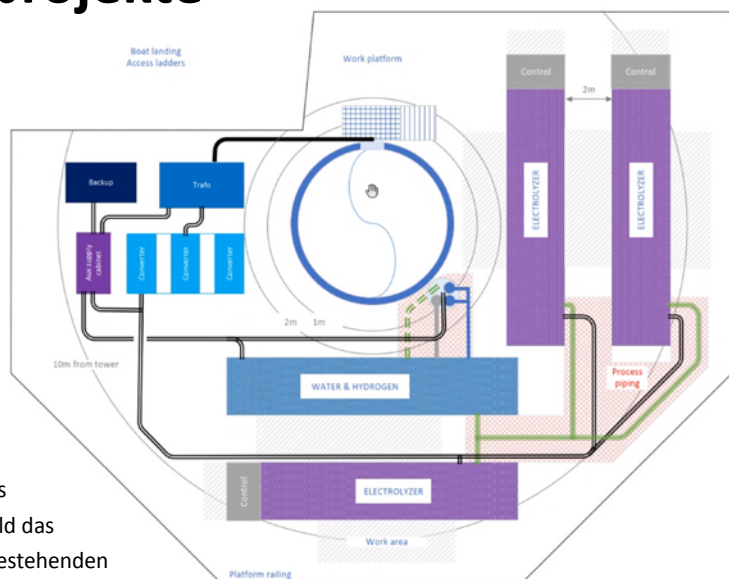 projekte
Boat landing
Access ladders
Work platform
Control
Control
2m
Backup
Trafo
ELECTROLYZER
ELECTROLYZER
Aux supply
cabinet
Converter
Converter
Converter
2m
1m
10m from tower
WATER & HYDROGEN
Process
piping
Control
ELECTROLYZER
Work area
Platform railing
s
ld das
estehenden